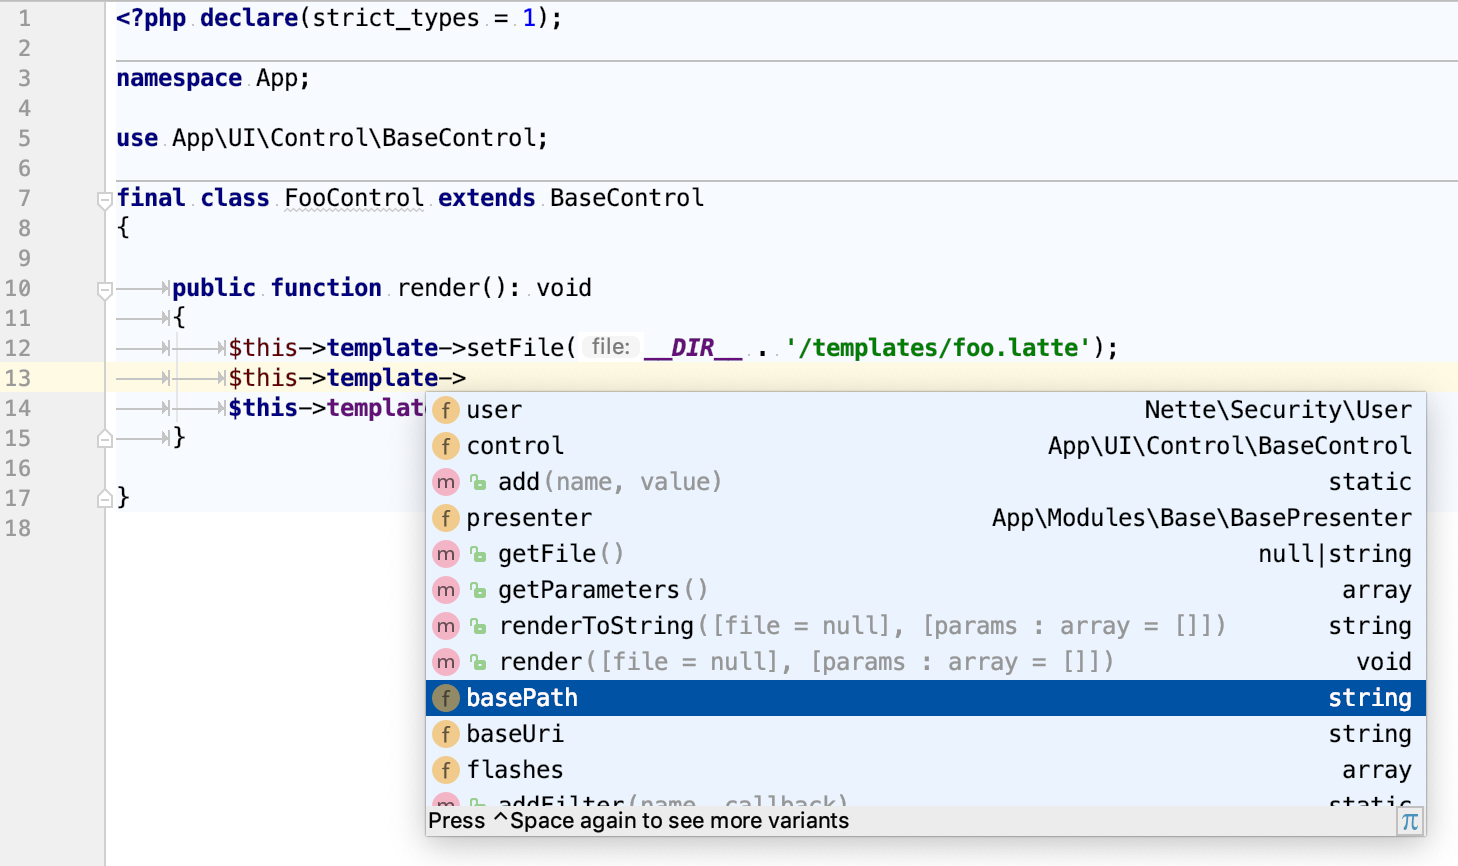 1 <?php declare(strict_types = 1);
2
3 namespace App;
4
5 use App\UI\Control\BaseControl;
6
7 final class FooControl extends BaseControl
8 {
9
10 public function render(): void
11 {
12 $this->template->setFile( file: __DIR__ . '/templates/foo.latte');
13 $this->template->
14 $this->templat
15 }
16
17 }
18
f user Nette\Security\User
f control App\UI\Control\BaseControl
m add(name, value) static
f presenter App\Modules\Base\BasePresenter
m getFile() null|string
m getParameters() array
m renderToString([file = null], [params : array = []]) string
m render([file = null], [params : array = []]) void
f basePath string
f baseUri string
f flashes array
m addFilter(name, callback) static
Press ^Space again to see more variants π